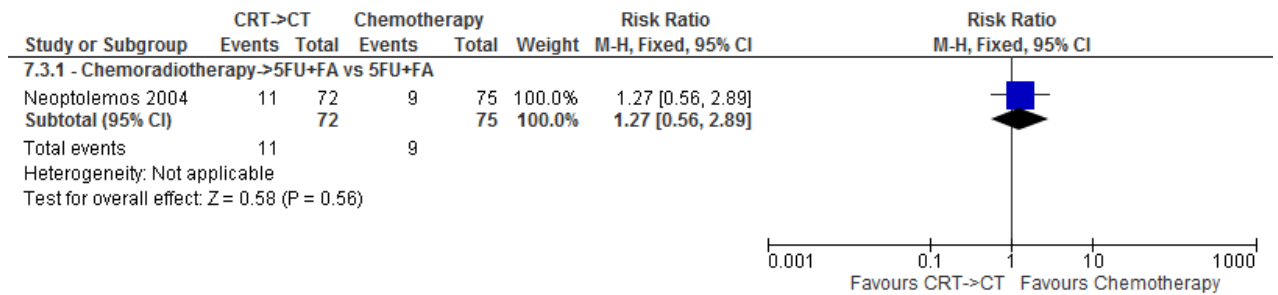 CRT->CT Chemotherapy Risk Ratio Risk Ratio
Study or Subgroup Events Total Events Total Weight M-H, Fixed, 95% CI M-H, Fixed, 95% CI
7.3.1 - Chemoradiotherapy->5FU+FA vs 5FU+FA
Neoptolemos 2004 11 72 9 75 100.0% 1.27 [0.56, 2.89]
Subtotal (95% CI) 72 75 100.0% 1.27 [0.56, 2.89]
Total events 11 9
Heterogeneity: Not applicable
Test for overall effect: Z = 0.58 (P = 0.56)
0.001 0.1 1 10 1000
Favours CRT->CT Favours Chemotherapy